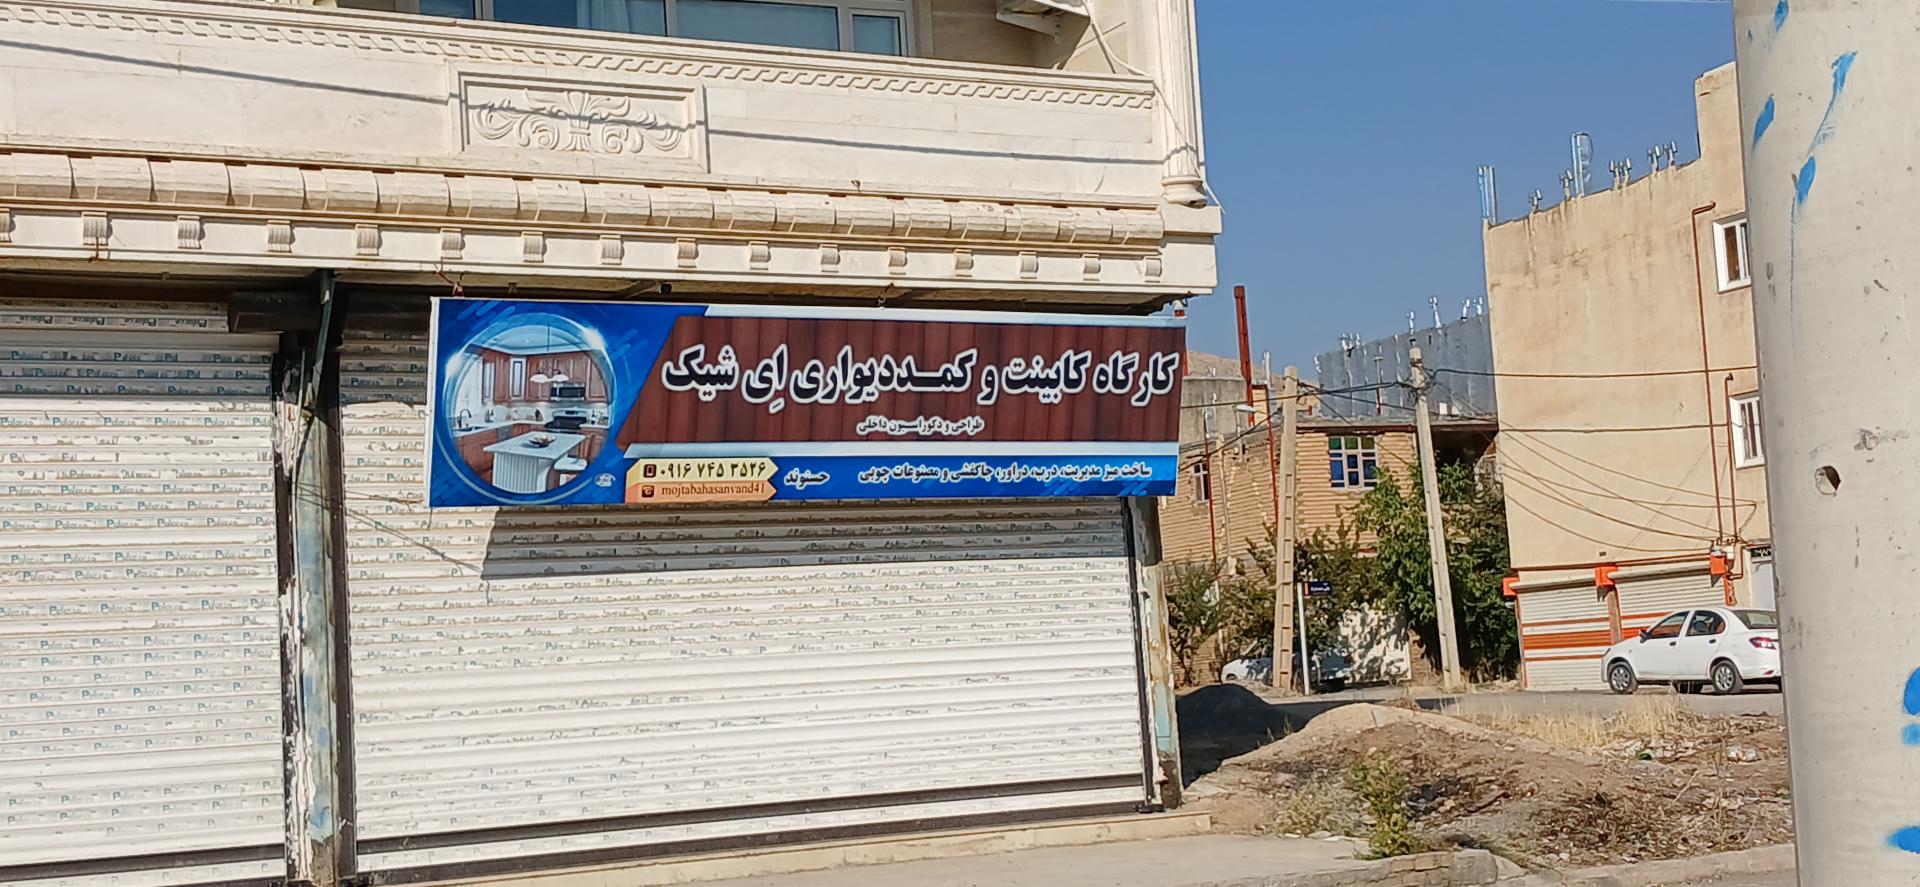 کارگاه کابینت و کمددیواری اِی شیک
طراحی و دکوراسیون داخلی
ساخت میز مدیریت، درب، دراور، جاکفشی و مصنوعات چوبی
حسنوند
۰۹۱۶ ۷۴۵ ۳۵۲۶
mojtabahasanvand41